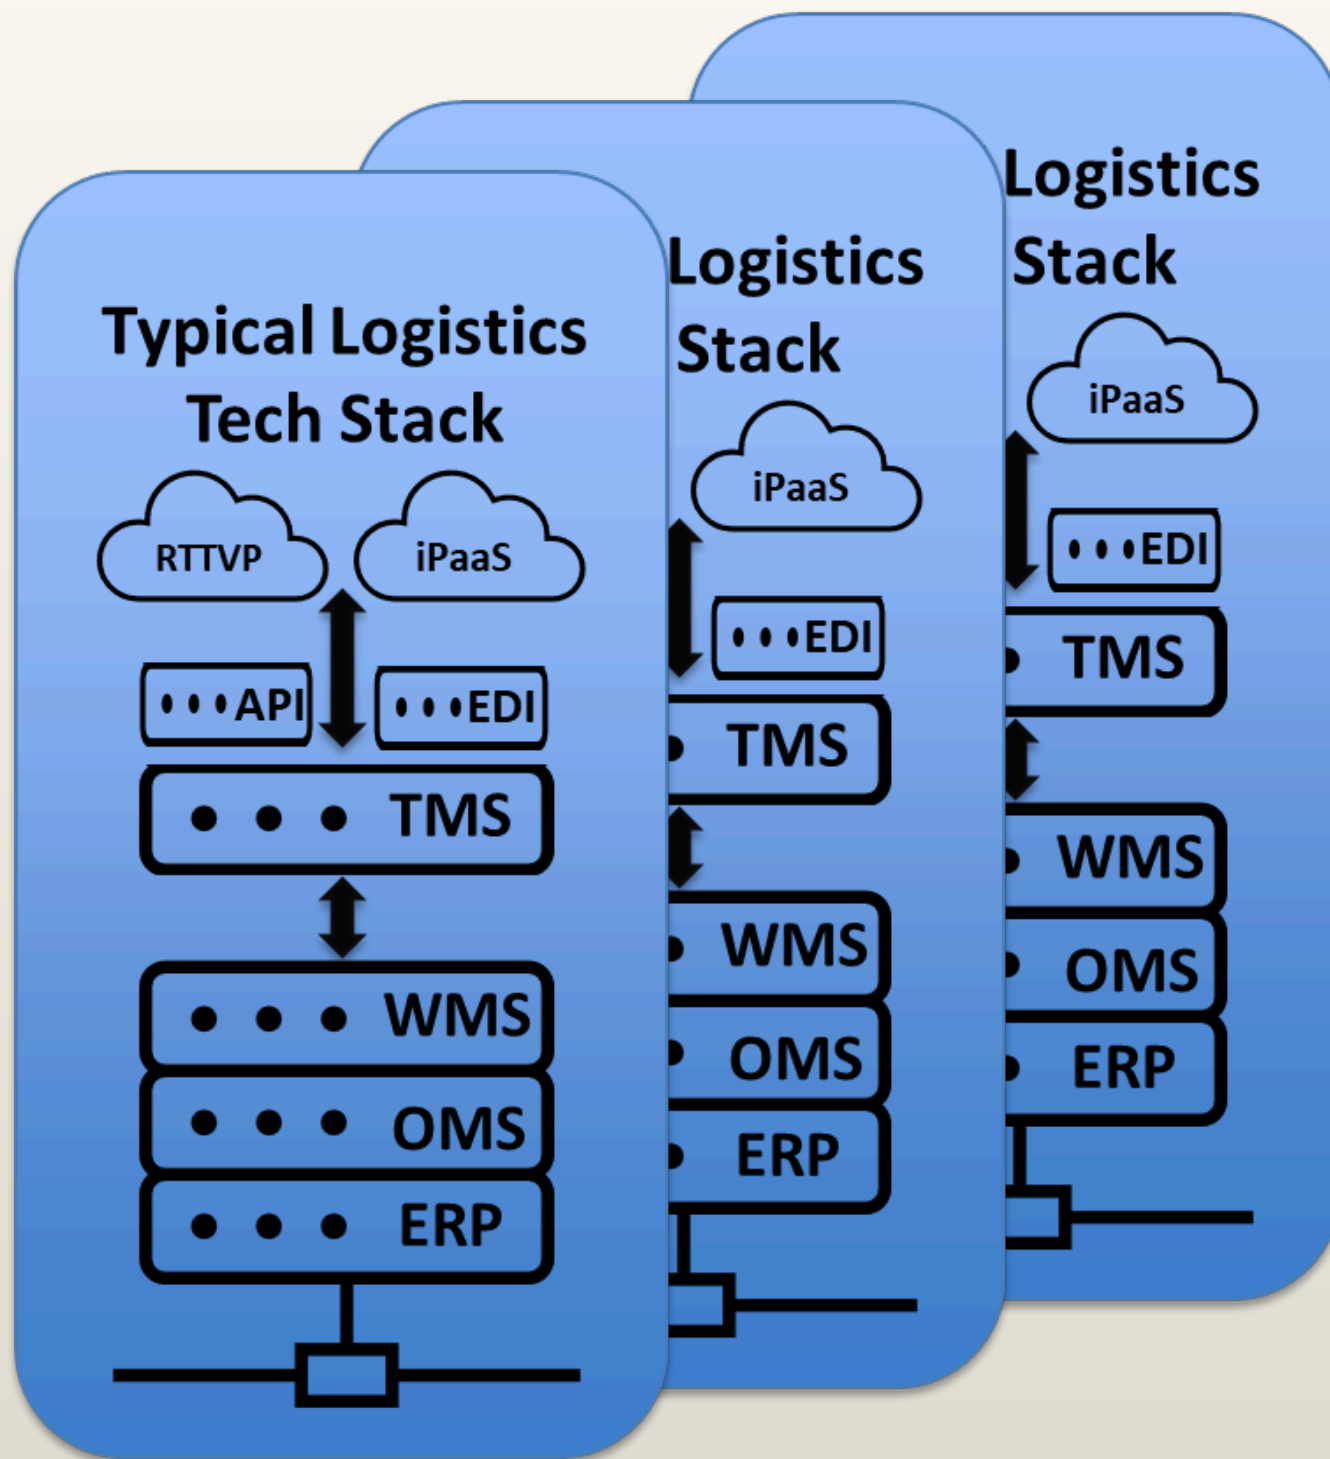 Typical Logistics
Tech Stack
RTTVP
iPaaS
API
EDI
TMS
WMS
OMS
ERP
Logistics
Stack
iPaaS
EDI
TMS
WMS
OMS
ERP
Logistics
Stack
iPaaS
EDI
TMS
WMS
OMS
ERP